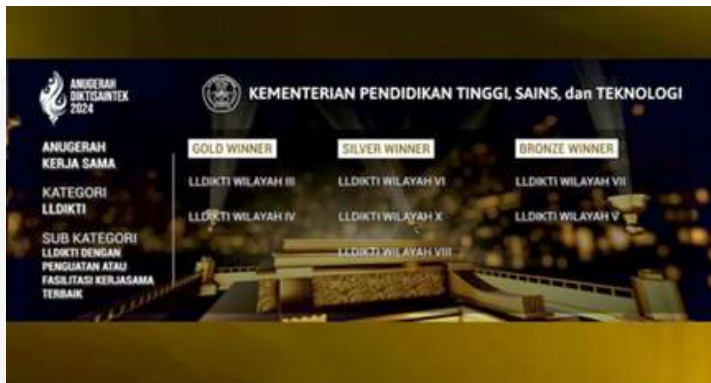 ANUGERAH
DIKTISAINTEK
2024
KEMENTERIAN PENDIDIKAN TINGGI, SAINS, dan TEKNOLOGI
ANUGERAH
KERJA SAMA
KATEGORI
LLDIKTI
SUB KATEGORI
LLDIKTI DENGAN
PENGUATAN ATAU
FASILITASI KERJASAMA
TERBAIK
GOLD WINNER
LLDIKTI WILAYAH III
LLDIKTI WILAYAH IV
SILVER WINNER
LLDIKTI WILAYAH VI
LLDIKTI WILAYAH X
LLDIKTI WILAYAH VIII
BRONZE WINNER
LLDIKTI WILAYAH VII
LLDIKTI WILAYAH V